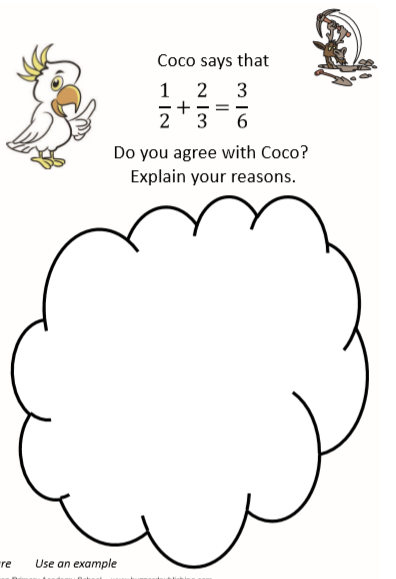 Coco says that
1/2 + 2/3 = 3/6
Do you agree with Coco?
Explain your reasons.
Use an example